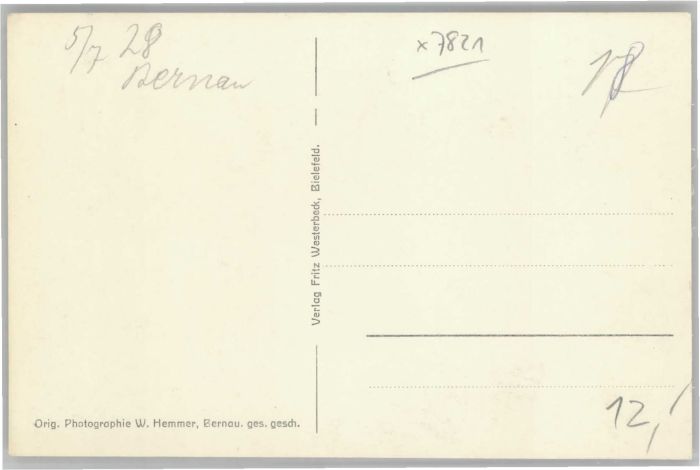 5/7 28
Bernau
x7821
Verlag Fritz Westerbeck, Bielefeld.
12,
Orig. Photographie W. Hemmer, Bernau. ges. gesch.